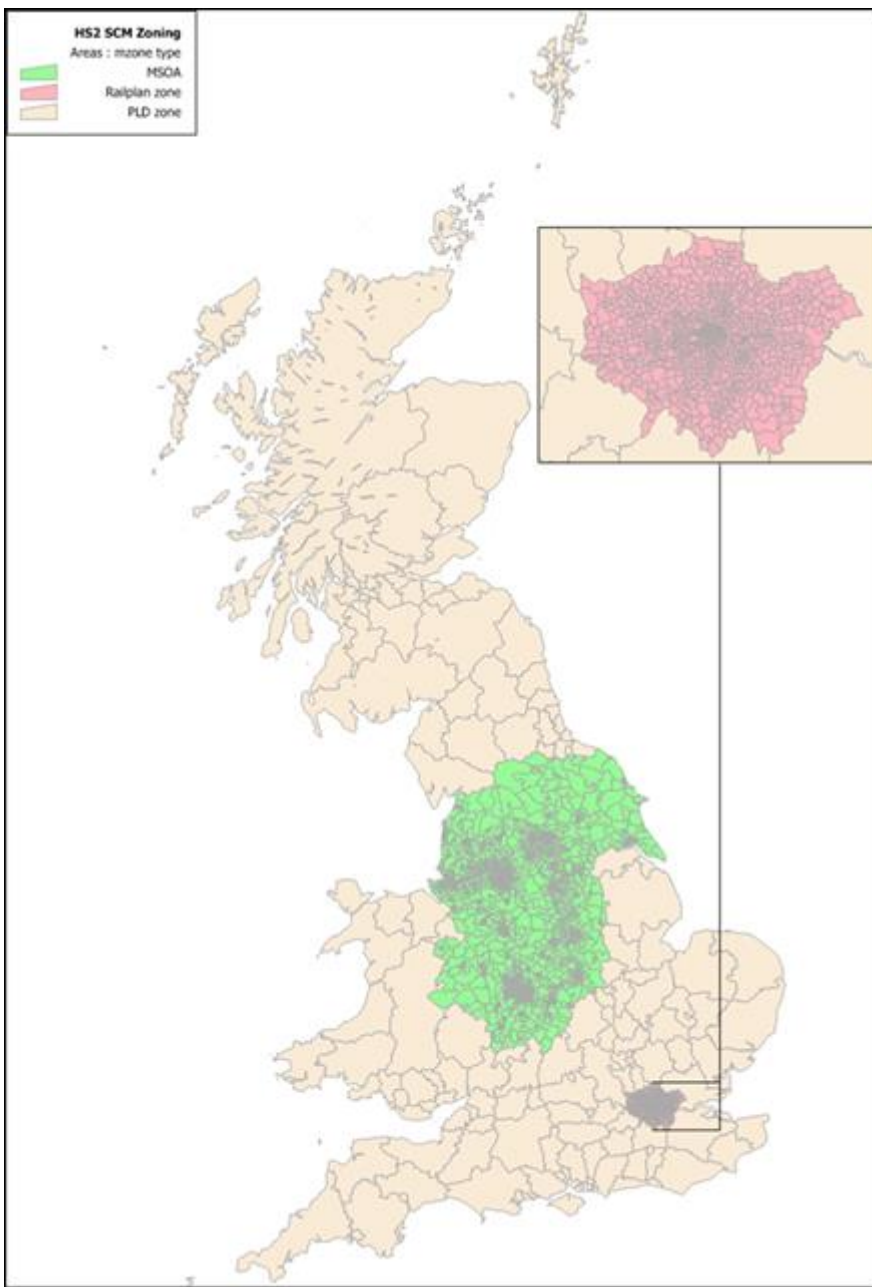 HS2 SCM Zoning
Areas : mzone type
MSOA
Railplan zone
PLD zone